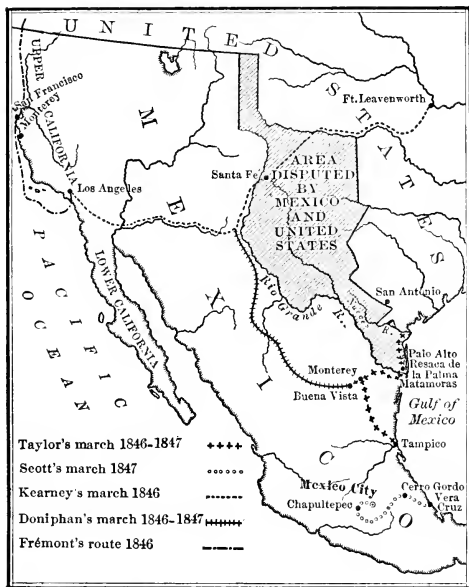 UNITED
STATES
MEXICO
UPPER
CALIFORNIA
San Francisco
Monterey
Los Angeles
Ft. Leavenworth
Santa Fe
AREA
DISPUTED
BY
MEXICO
AND
UNITED
STATES
PACIFIC
OCEAN
LOWER CALIFORNIA
Rio Grande R.
San Antonio
Palo Alto
Resaca de
la Palma
Matamoras
Monterey
Buena Vista
Gulf of
Mexico
Tampico
Mexico City
Chapultepec
Cerro Gordo
Vera
Cruz
Taylor's march 1846-1847
Scott's march 1847
Kearney's march 1846
Doniphan's march 1846-1847
Frémont's route 1846